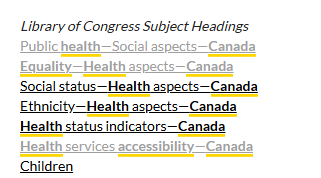 Library of Congress Subject Headings
Public health—Social aspects—Canada
Equality—Health aspects—Canada
Social status—Health aspects—Canada
Ethnicity—Health aspects—Canada
Health status indicators—Canada
Health services accessibility—Canada
Children